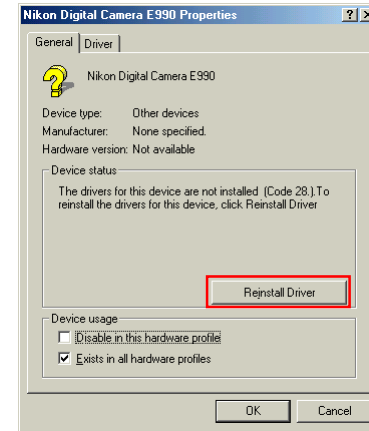 Nikon Digital Camera E990 Properties
General Driver
Nikon Digital Camera E990
Device type: Other devices
Manufacturer: None specified.
Hardware version: Not available
Device status
The drivers for this device are not installed (Code 28.).To
reinstall the drivers for this device, click Reinstall Driver
Reinstall Driver
Device usage
Disable in this hardware profile
Exists in all hardware profiles
OK Cancel